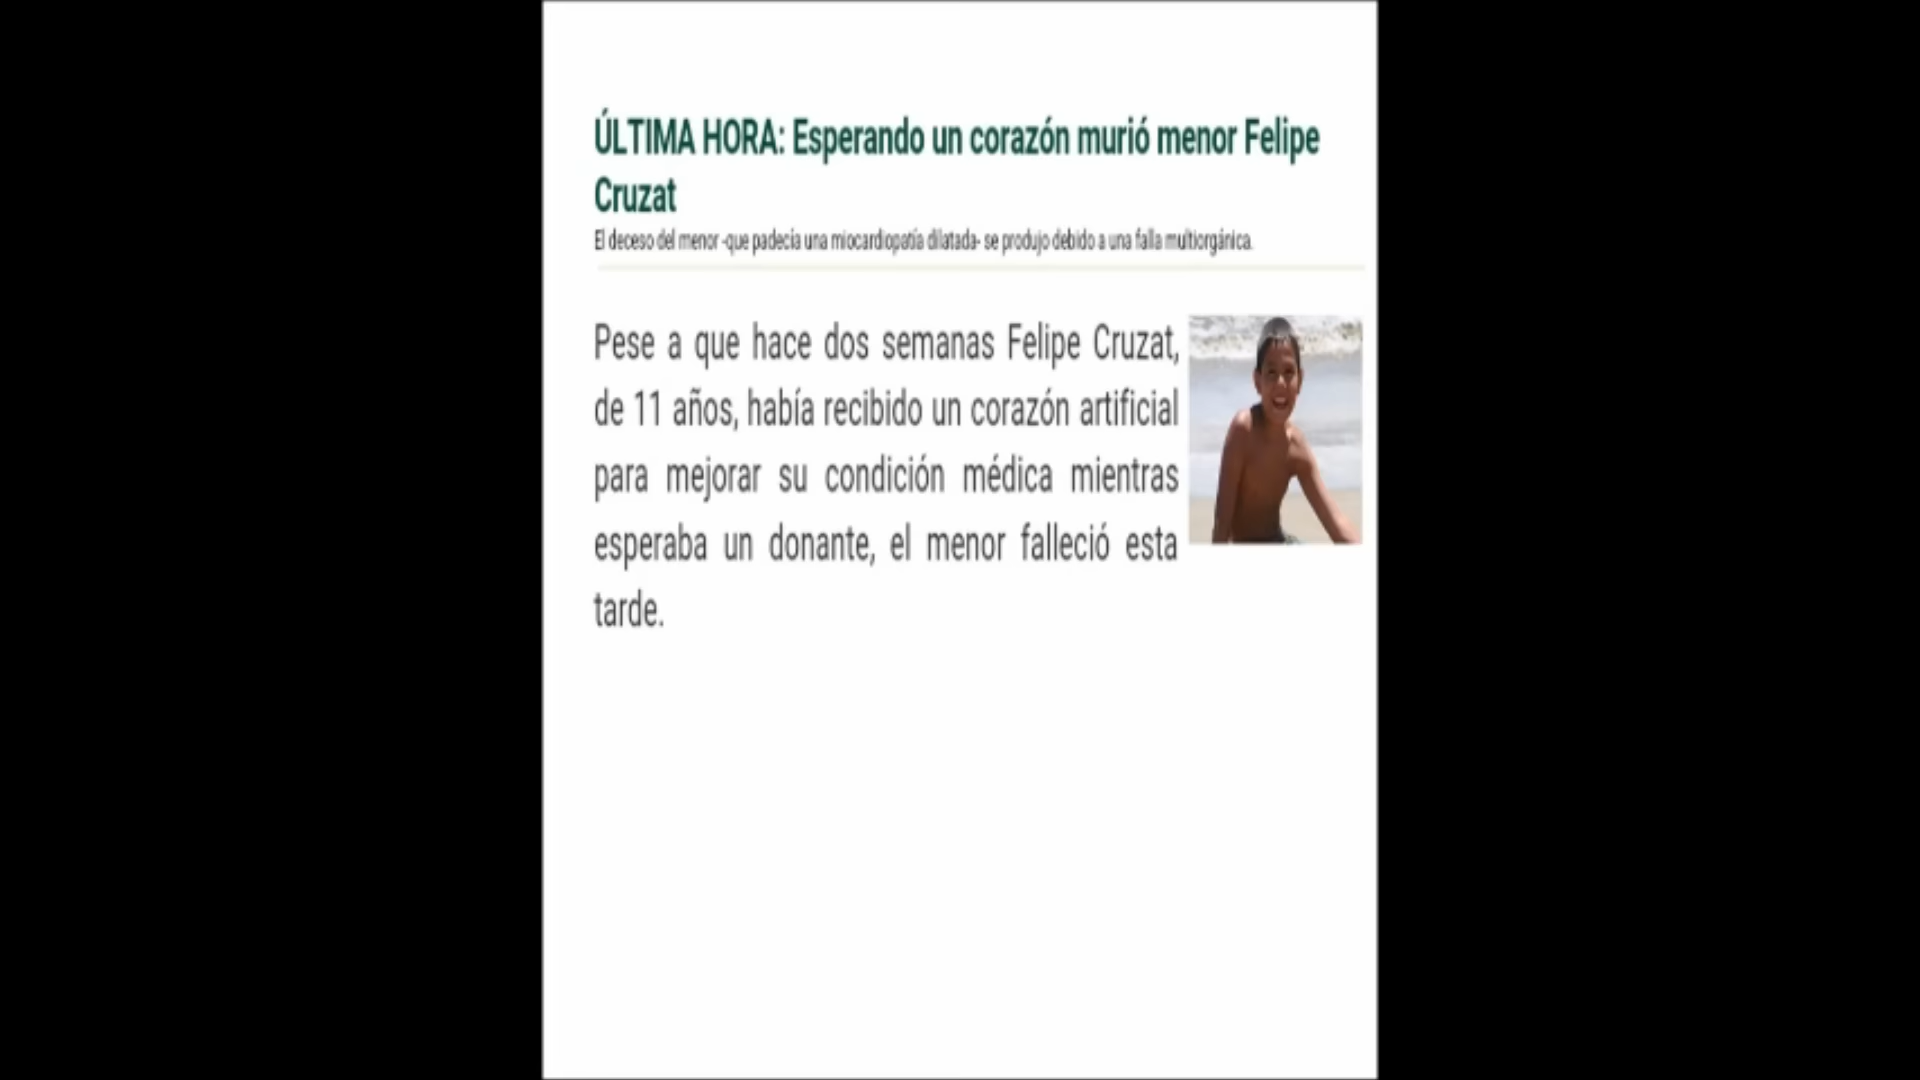 ÚLTIMA HORA: Esperando un corazón murió menor Felipe
Cruzat
El deceso del menor -que padecía una miocardiopatía dilatada- se produjo debido a una falla multiorgánica.
Pese a que hace dos semanas Felipe Cruzat,
de 11 años, había recibido un corazón artificial
para mejorar su condición médica mientras
esperaba un donante, el menor falleció esta
tarde.